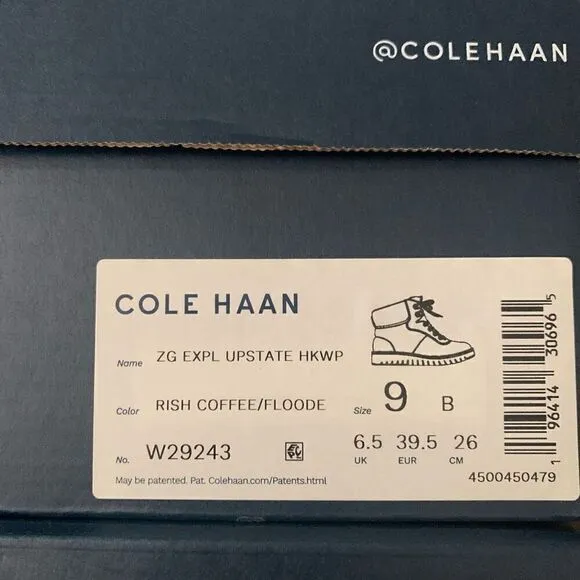 @COLEHAAN
COLE HAAN
Name ZG EXPL UPSTATE HKWP
Color RISH COFFEE/FLOODE Size 9 B
No. W29243 6.5 39.5 26
UK EUR CM
May be patented. Pat. Colehaan.com/Patents.html
4500450479
1 96414 30696 5